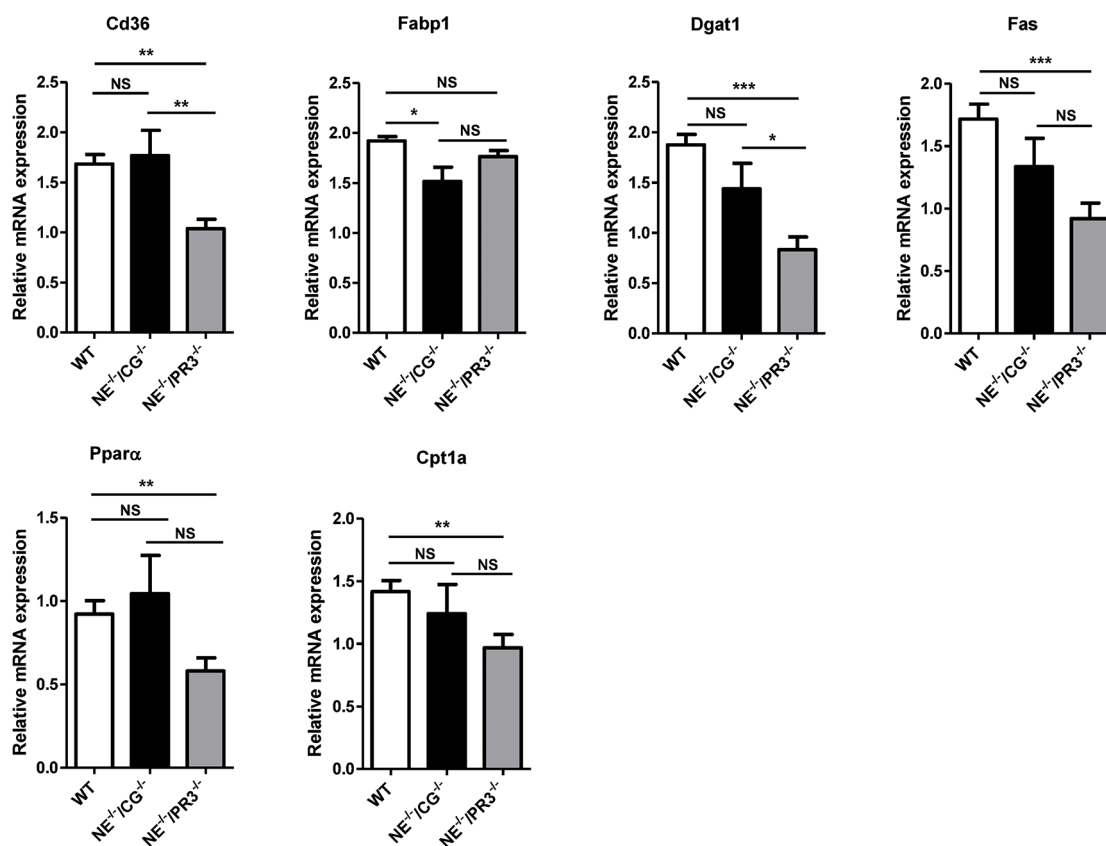 Cd36
**
NS
**
Relative mRNA expression
2.5
2.0
1.5
1.0
0.5
0.0
WT
NE-/-/CG-/-
NE-/-/PR3-/-
Fabp1
NS
*
NS
Relative mRNA expression
2.5
2.0
1.5
1.0
0.5
0.0
WT
NE-/-/CG-/-
NE-/-/PR3-/-
Dgat1
***
NS
*
Relative mRNA expression
2.5
2.0
1.5
1.0
0.5
0.0
WT
NE-/-/CG-/-
NE-/-/PR3-/-
Fas
***
NS
NS
Relative mRNA expression
2.0
1.5
1.0
0.5
0.0
WT
NE-/-/CG-/-
NE-/-/PR3-/-
Pparα
**
NS
NS
Relative mRNA expression
1.5
1.0
0.5
0.0
WT
NE-/-/CG-/-
NE-/-/PR3-/-
Cpt1a
**
NS
NS
Relative mRNA expression
2.0
1.5
1.0
0.5
0.0
WT
NE-/-/CG-/-
NE-/-/PR3-/-